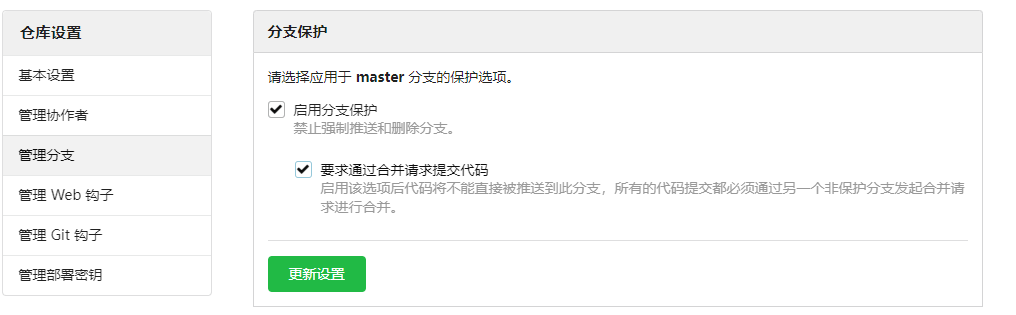 仓库设置
基本设置
管理协作者
管理分支
管理 Web 钩子
管理 Git 钩子
管理部署密钥
分支保护
请选择应用于 master 分支的保护选项。
启用分支保护
禁止强制推送和删除分支。
要求通过合并请求提交代码
启用该选项后代码将不能直接被推送到此分支，所有的代码提交都必须通过另一个非保护分支发起合并请
求进行合并。
更新设置